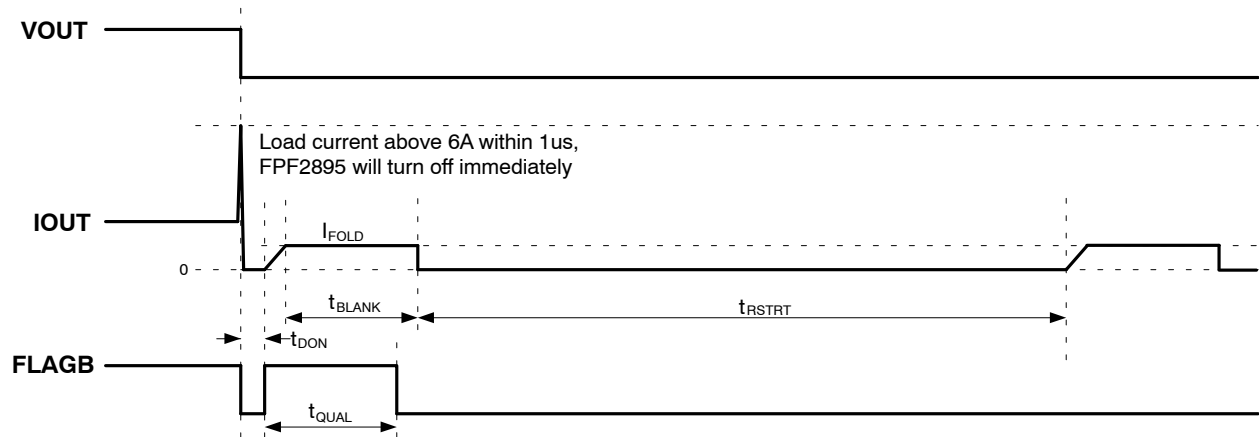 VOUT
Load current above 6A within 1us,
FPF2895 will turn off immediately
IOUT
IFOLD
0
tBLANK
tRSTRT
tDON
FLAGB
tQUAL